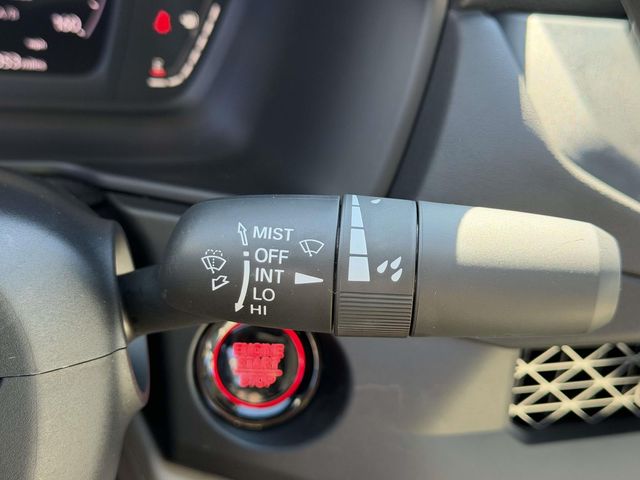 MIST
OFF
INT
LO
HI
ENGINE
START
STOP